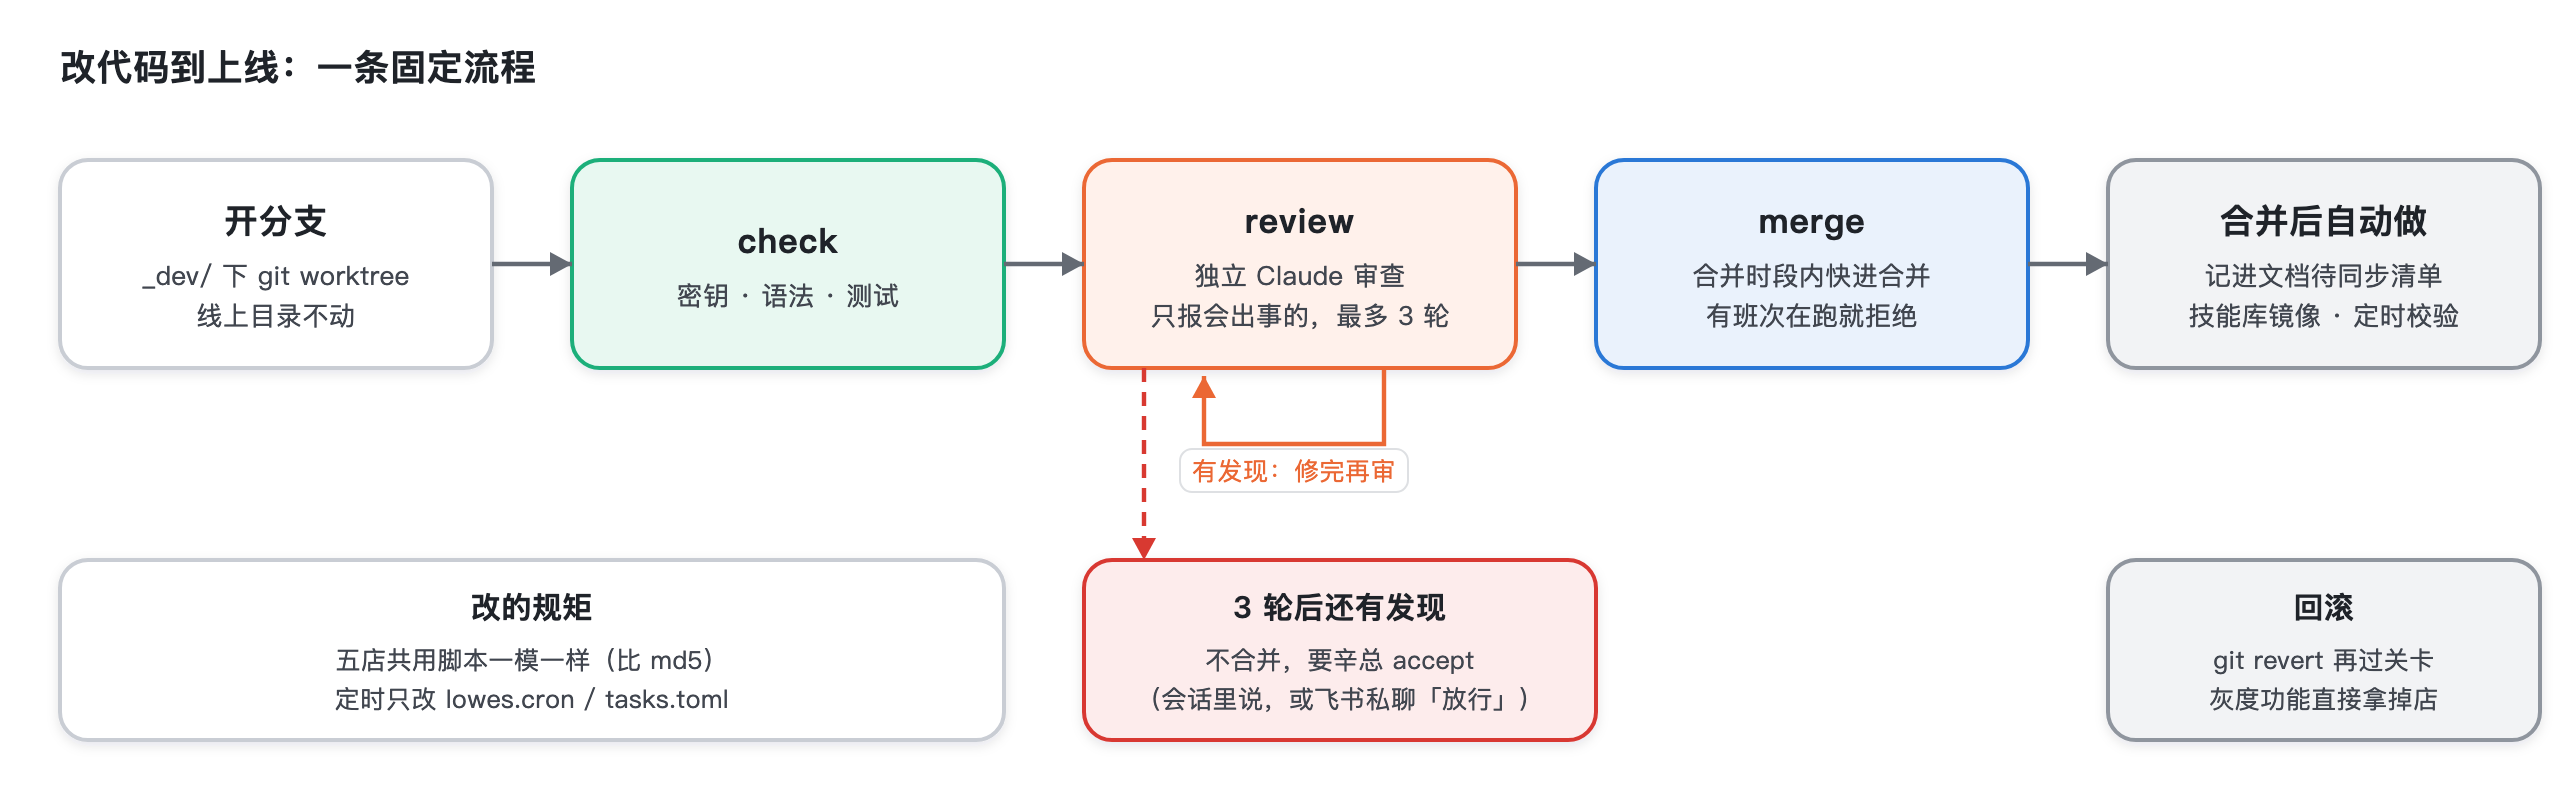 改代码到上线：一条固定流程
开分支
_dev/ 下 git worktree
线上目录不动
check
密钥 · 语法 · 测试
review
独立 Claude 审查
只报会出事的，最多 3 轮
merge
合并时段内快进合并
有班次在跑就拒绝
合并后自动做
记进文档待同步清单
技能库镜像 · 定时校验
有发现：修完再审
改的规矩
五店共用脚本一模一样（比 md5）
定时只改 lowes.cron / tasks.toml
3 轮后还有发现
不合并，要辛总 accept
（会话里说，或飞书私聊「放行」）
回滚
git revert 再过关卡
灰度功能直接拿掉店